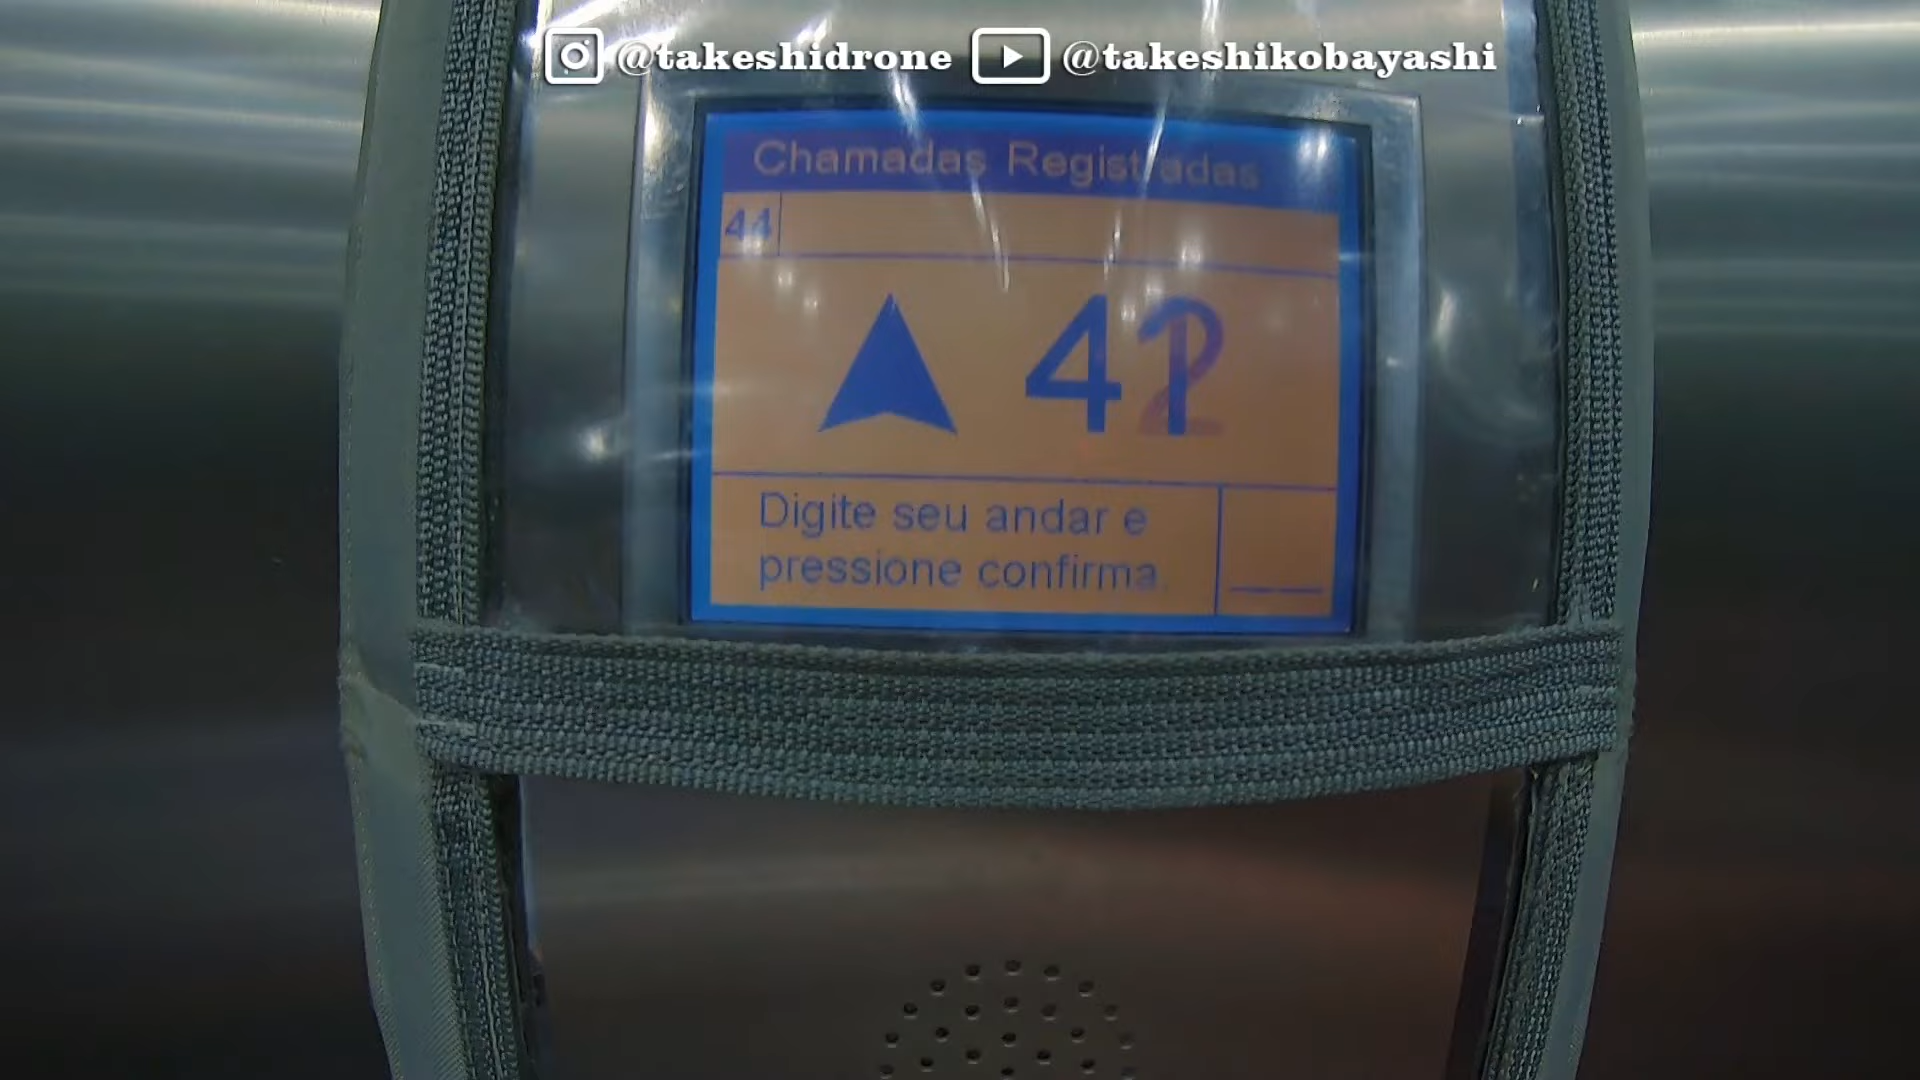 @takeshidrone @takeshikobayashi
Chamadas Registradas
44
42
Digite seu andar e
pressione confirma.